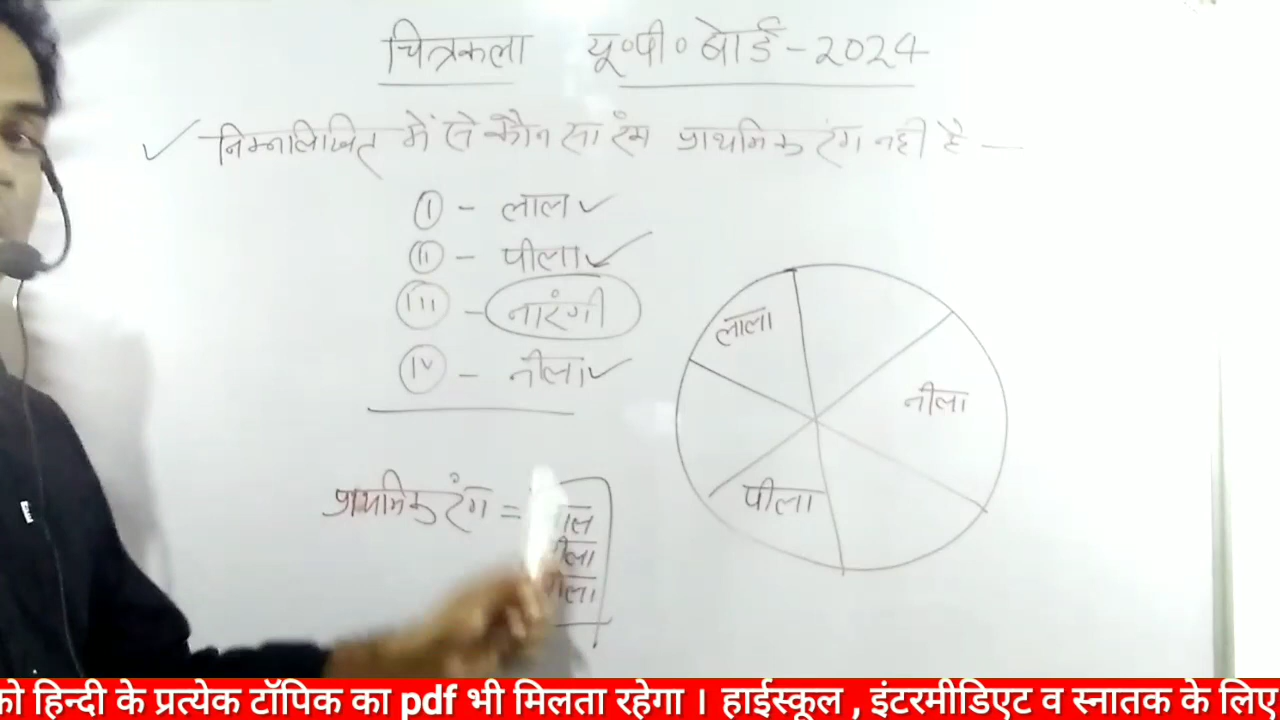 चित्रकला यू०पी० बोर्ड - 2024
निम्नलिखित में से कौन सा रंग प्राथमिक रंग नही है —
(I) - लाल
(II) - पीला
(III) - नारंगी
(IV) - नीला
लाला
नीला
पीला
प्राथमिक रंग =
को हिन्दी के प्रत्येक टॉपिक का pdf भी मिलता रहेगा । हाईस्कूल , इंटरमीडिएट व स्नातक के लिए